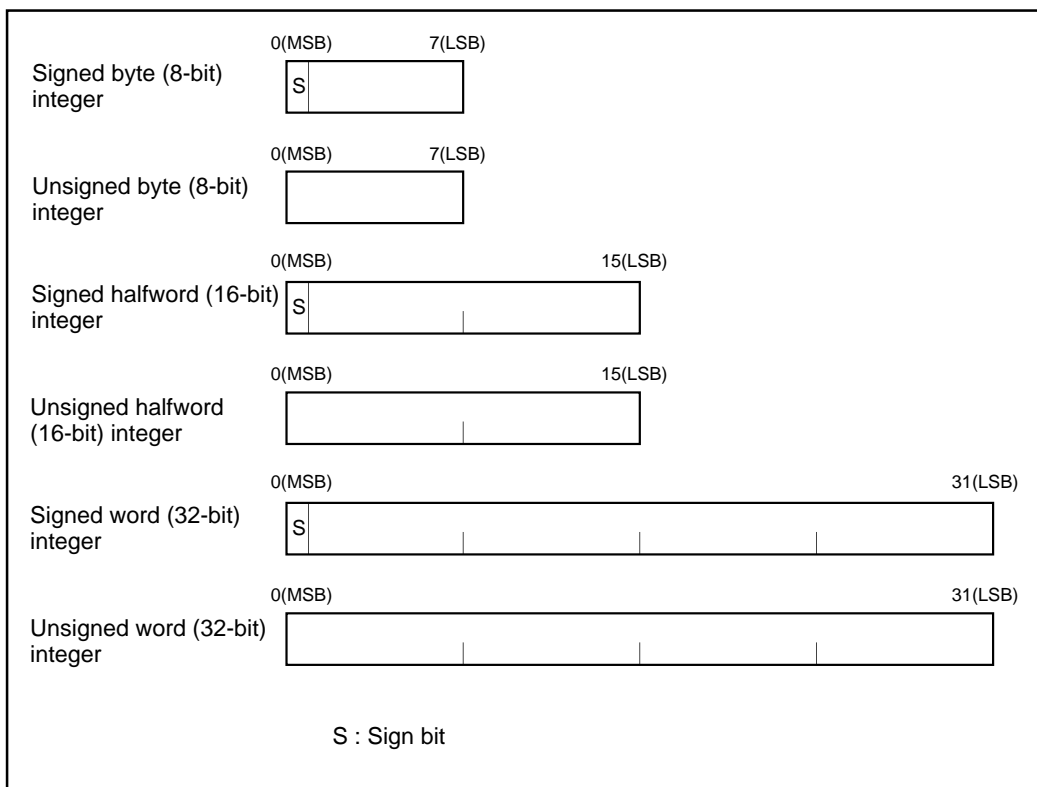 0(MSB) 7(LSB)
Signed byte (8-bit)
integer
S
0(MSB) 7(LSB)
Unsigned byte (8-bit)
integer
0(MSB) 15(LSB)
Signed halfword (16-bit)
integer
S
0(MSB) 15(LSB)
Unsigned halfword
(16-bit) integer
0(MSB) 31(LSB)
Signed word (32-bit)
integer
S
0(MSB) 31(LSB)
Unsigned word (32-bit)
integer
S : Sign bit